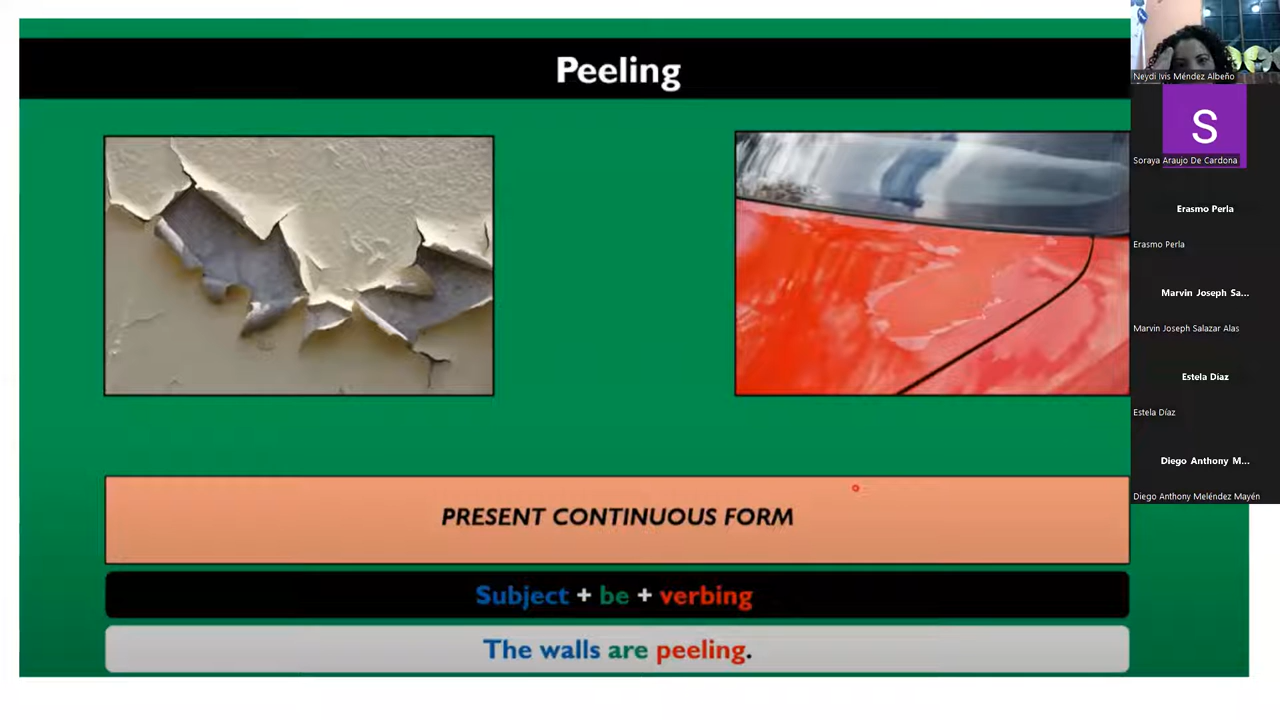 Peeling
PRESENT CONTINUOUS FORM
Subject + be + verbing
The walls are peeling.
Neydi Ivis Méndez Albeño
S
Soraya Araujo De Cardona
Erasmo Perla
Erasmo Perla
Marvin Joseph Sa...
Marvin Joseph Salazar Alas
Estela Díaz
Estela Díaz
Diego Anthony M...
Diego Anthony Meléndez Mayén